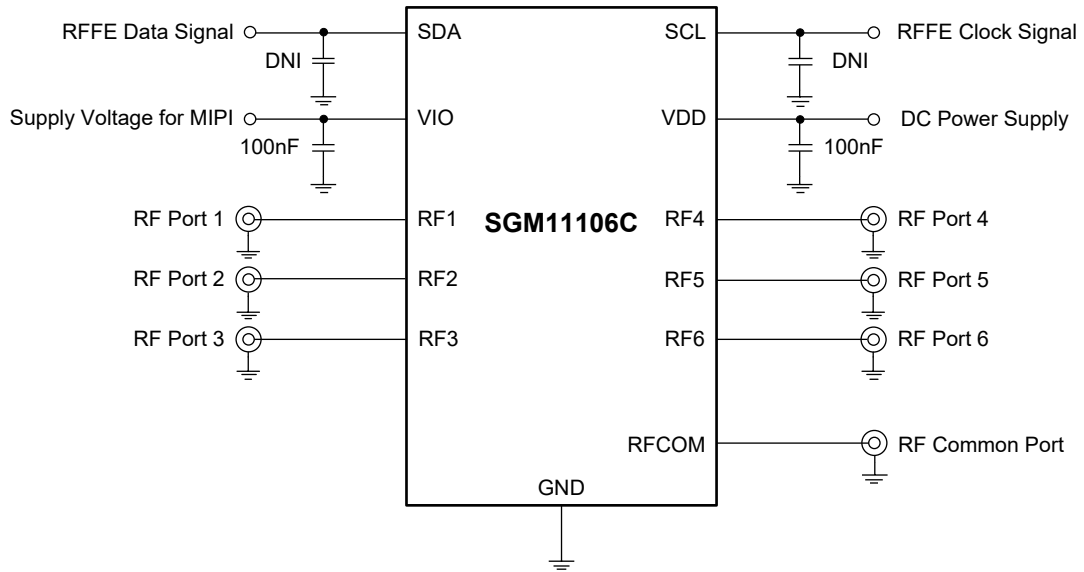 RFFE Data Signal SDA SCL RFFE Clock Signal
DNI DNI
Supply Voltage for MIPI VIO VDD DC Power Supply
100nF 100nF
RF Port 1 RF1 SGM11106C RF4 RF Port 4
RF Port 2 RF2 RF5 RF Port 5
RF Port 3 RF3 RF6 RF Port 6
RFCOM RF Common Port
GND